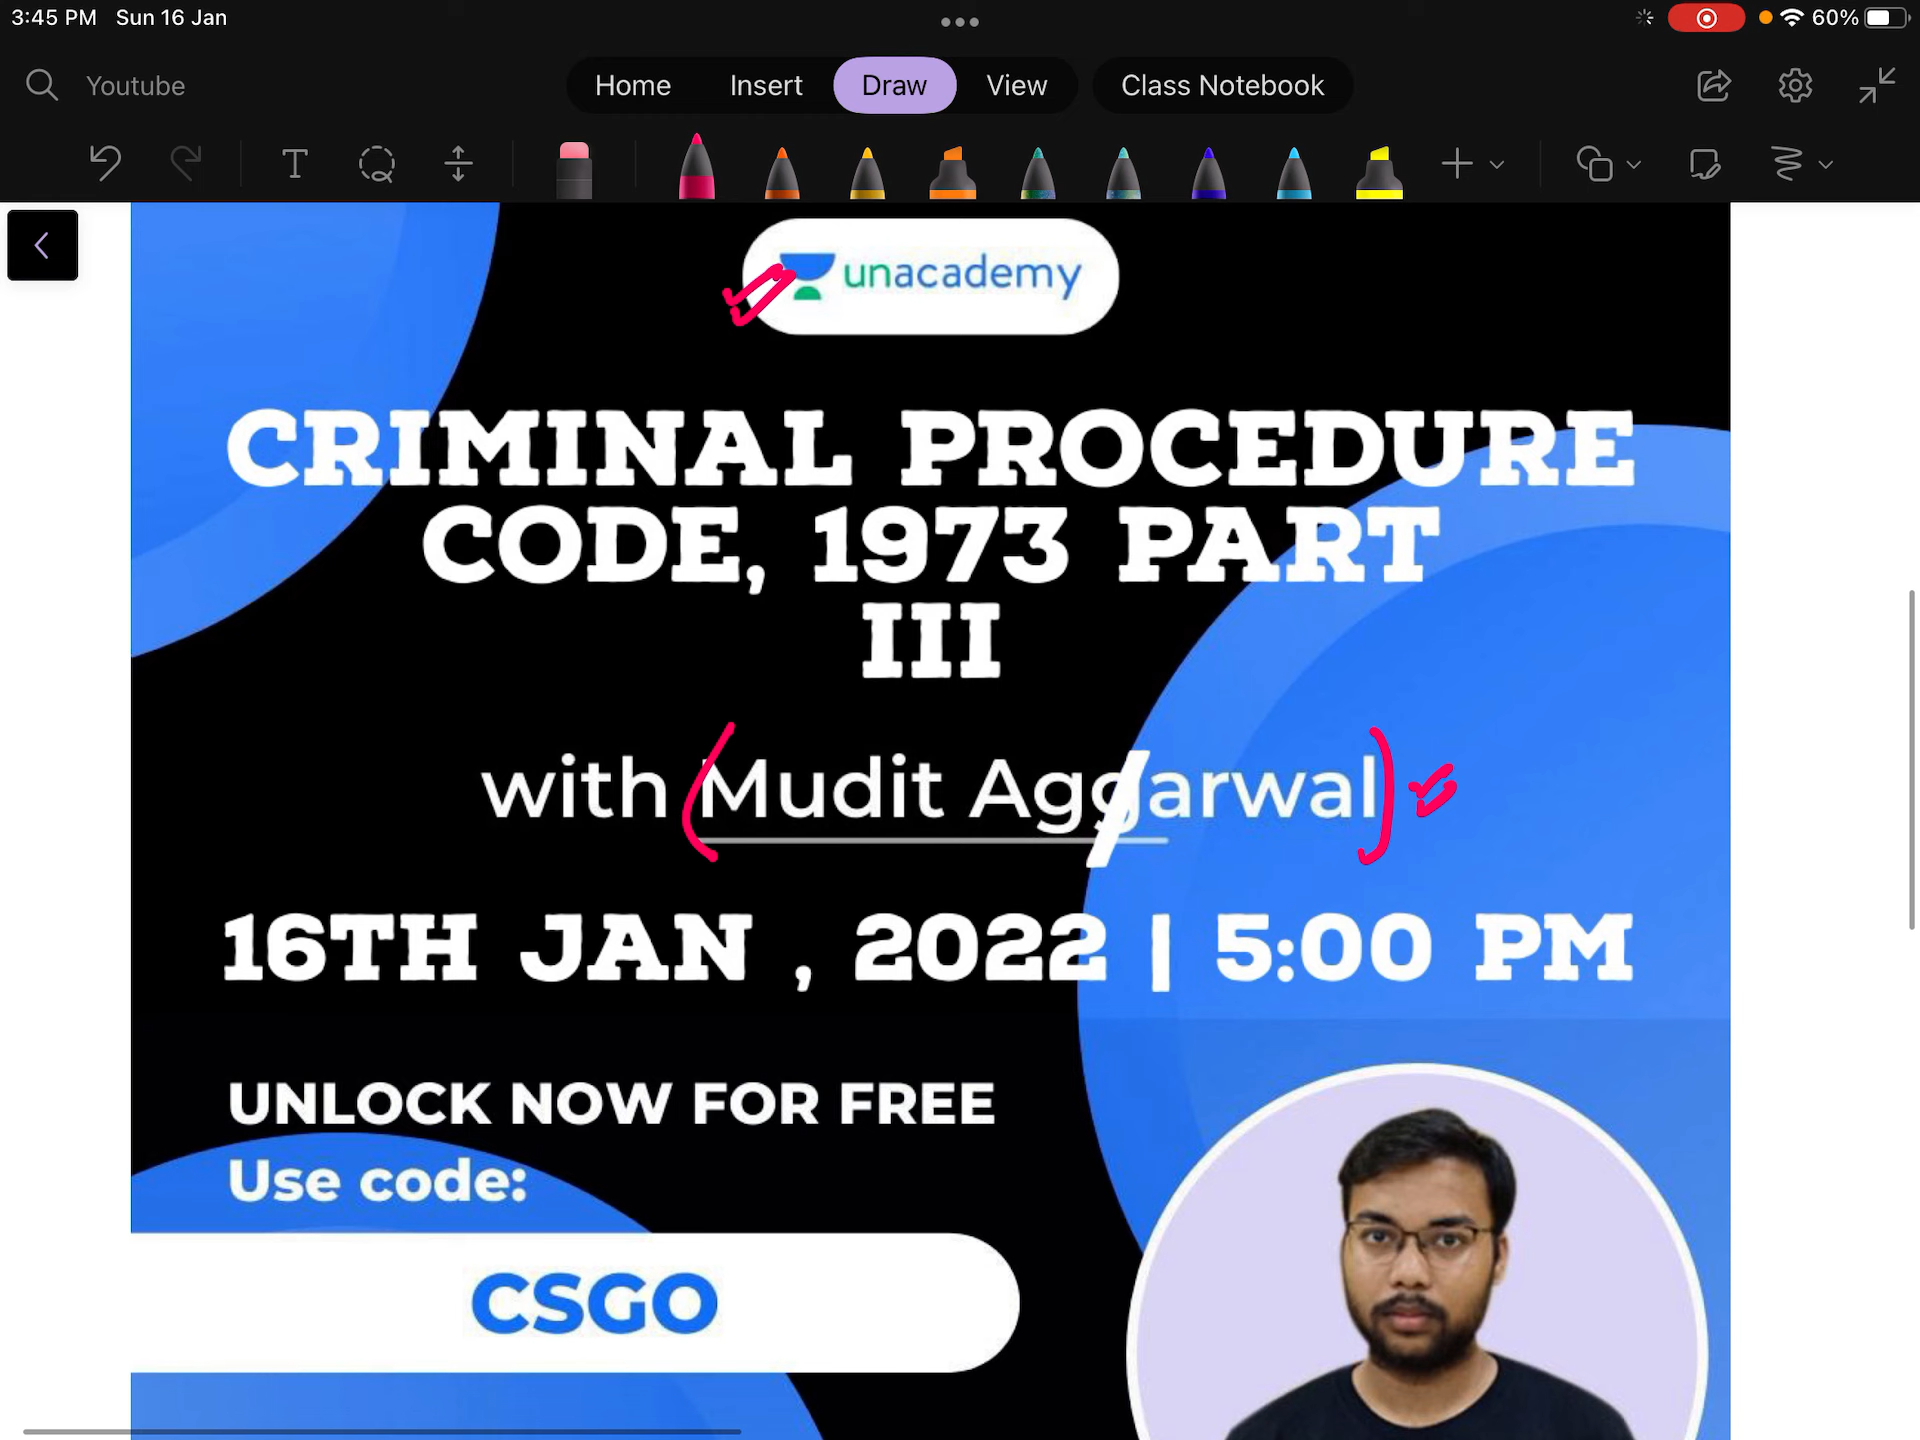 3:45 PM Sun 16 Jan
60%
Youtube
Home Insert Draw View Class Notebook
unacademy
CRIMINAL PROCEDURE
CODE, 1973 PART
III
with (Mudit Aggarwal)
16TH JAN , 2022 | 5:00 PM
UNLOCK NOW FOR FREE
Use code:
CSGO